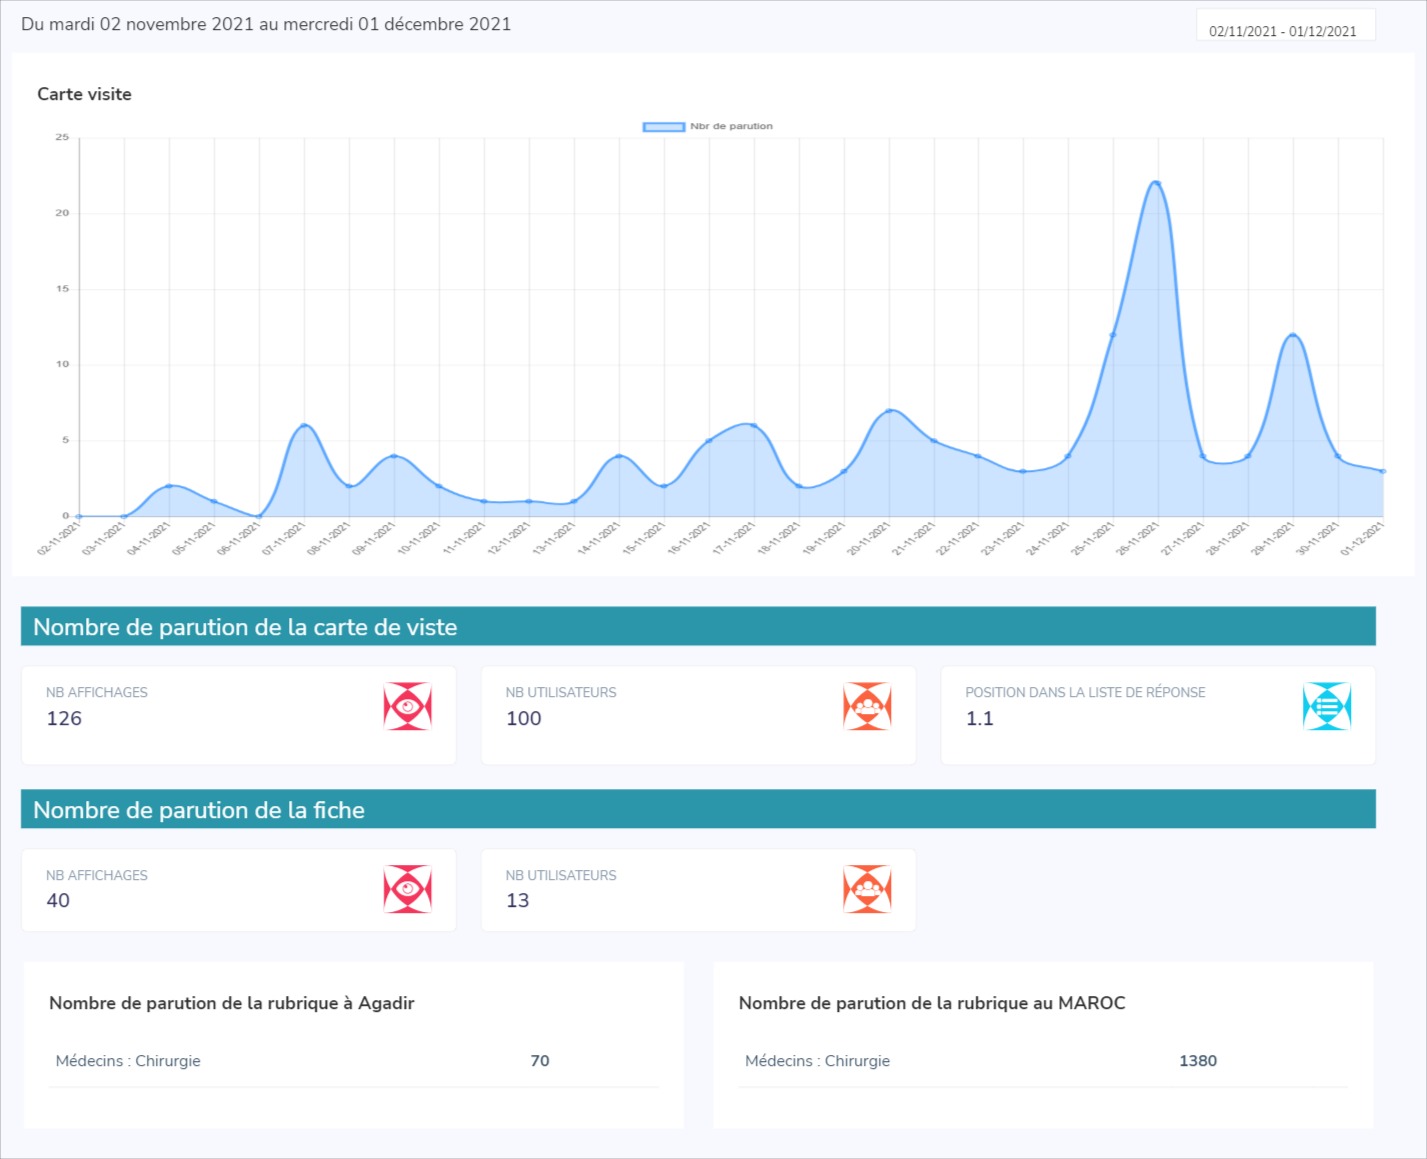 Du mardi 02 novembre 2021 au mercredi 01 décembre 2021
02/11/2021 - 01/12/2021
Carte visite
Nbr de parution
25
20
15
10
5
0
02-11-2021
03-11-2021
04-11-2021
05-11-2021
06-11-2021
07-11-2021
08-11-2021
09-11-2021
10-11-2021
11-11-2021
12-11-2021
13-11-2021
14-11-2021
15-11-2021
16-11-2021
17-11-2021
18-11-2021
19-11-2021
20-11-2021
21-11-2021
22-11-2021
23-11-2021
24-11-2021
25-11-2021
26-11-2021
27-11-2021
28-11-2021
29-11-2021
30-11-2021
01-12-2021
Nombre de parution de la carte de viste
NB AFFICHAGES
126
NB UTILISATEURS
100
POSITION DANS LA LISTE DE RÉPONSE
1.1
Nombre de parution de la fiche
NB AFFICHAGES
40
NB UTILISATEURS
13
Nombre de parution de la rubrique à Agadir
Médecins : Chirurgie 70
Nombre de parution de la rubrique au MAROC
Médecins : Chirurgie 1380